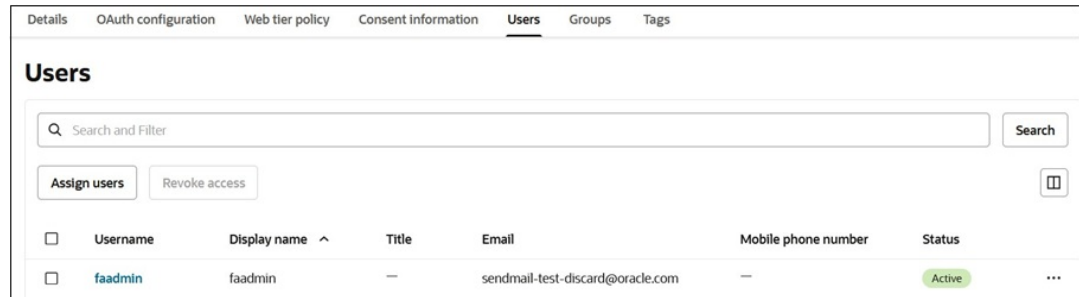 Details OAuth configuration Web tier policy Consent information Users Groups Tags
Users
Search and Filter Search
Assign users Revoke access
Username Display name Title Email Mobile phone number Status
faadmin faadmin — sendmail-test-discard@oracle.com — Active ...